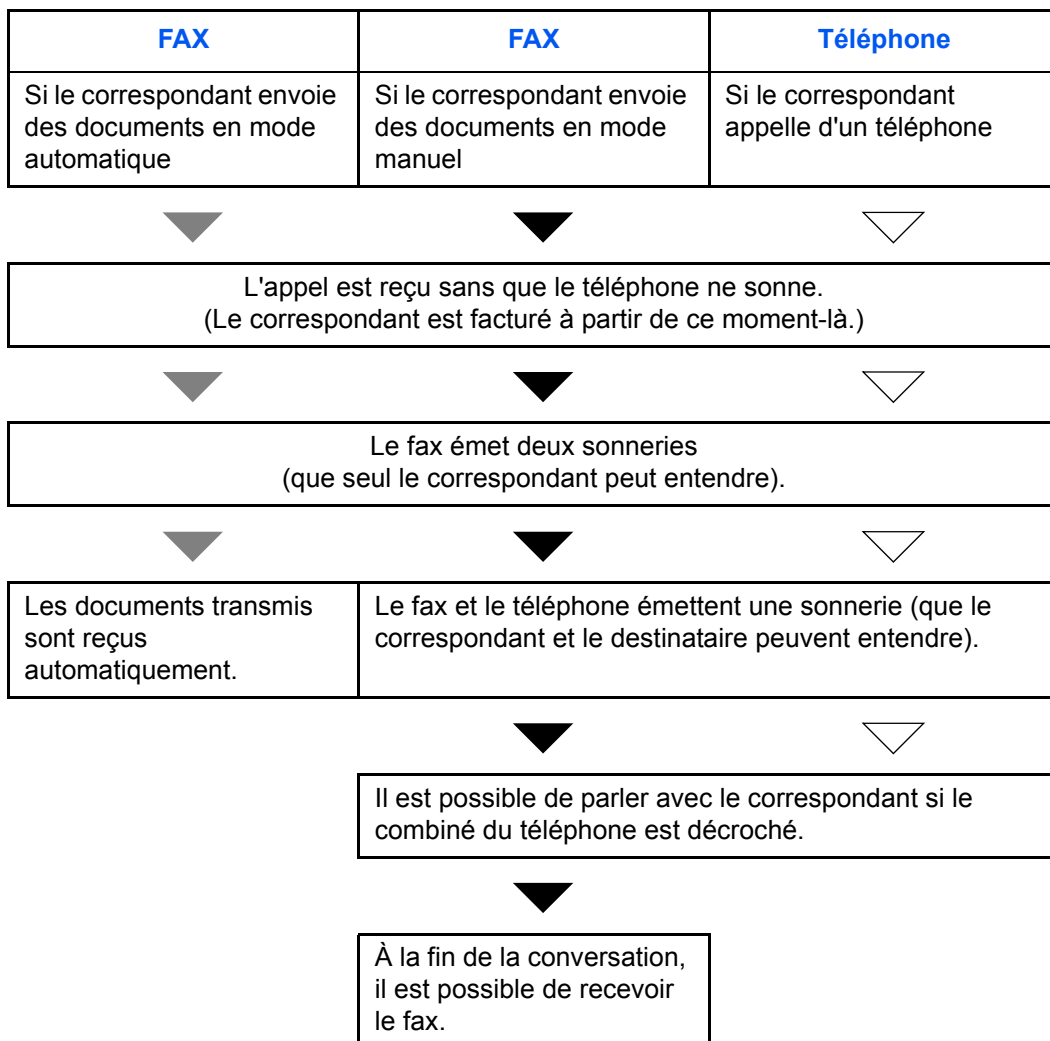 FAX
FAX
Téléphone
Si le correspondant envoie
des documents en mode
automatique
Si le correspondant envoie
des documents en mode
manuel
Si le correspondant
appelle d'un téléphone
L'appel est reçu sans que le téléphone ne sonne.
(Le correspondant est facturé à partir de ce moment-là.)
Le fax émet deux sonneries
(que seul le correspondant peut entendre).
Les documents transmis
sont reçus
automatiquement.
Le fax et le téléphone émettent une sonnerie (que le
correspondant et le destinataire peuvent entendre).
Il est possible de parler avec le correspondant si le
combiné du téléphone est décroché.
À la fin de la conversation,
il est possible de recevoir
le fax.